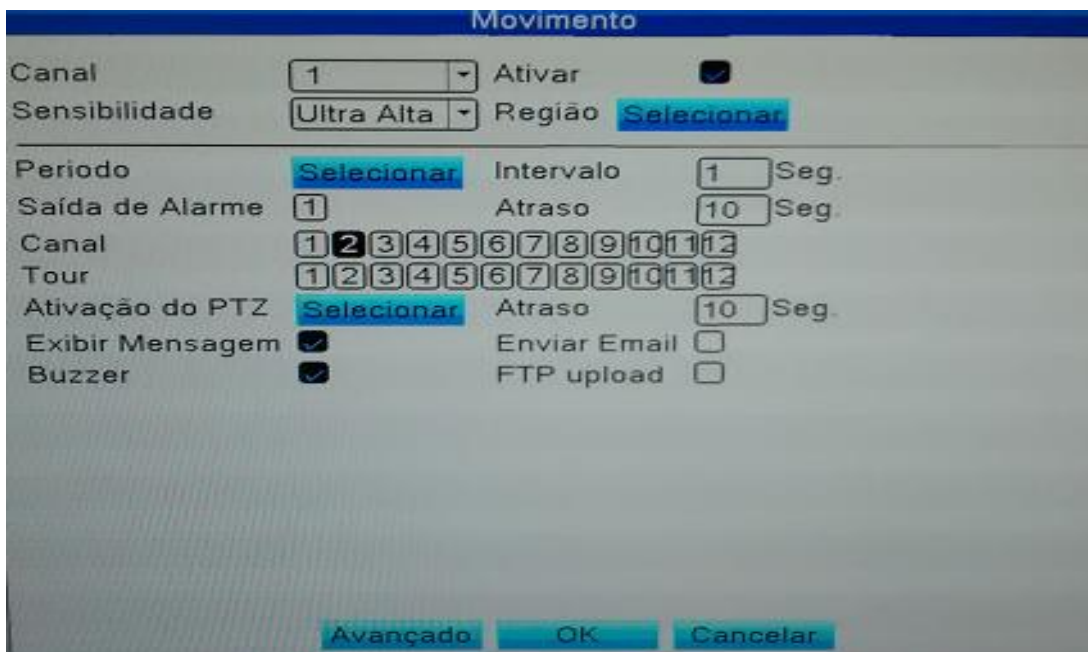 Movimento
Canal 1 Ativar
Sensibilidade Ultra Alta Região Selecionar
Periodo Selecionar Intervalo 1 Seg.
Saída de Alarme 1 Atraso 10 Seg.
Canal 1 2 3 4 5 6 7 8 9 10 11 12
Tour 1 2 3 4 5 6 7 8 9 10 11 12
Ativação do PTZ Selecionar Atraso 10 Seg.
Exibir Mensagem Enviar Email
Buzzer FTP upload
Avançado OK Cancelar